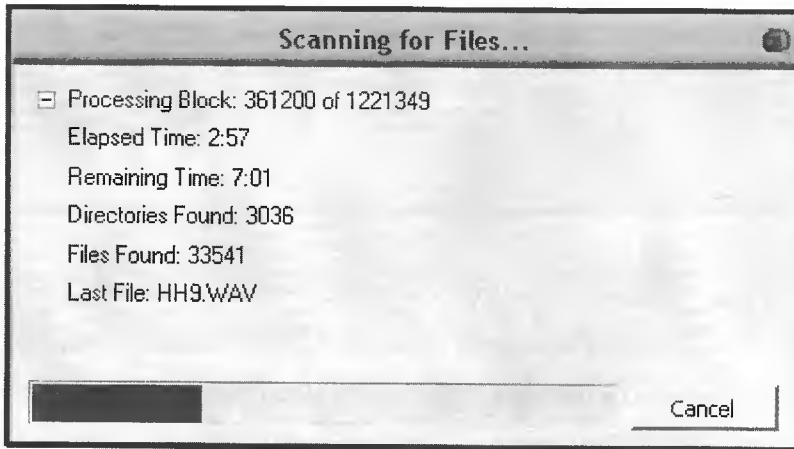 Scanning for Files...
Processing Block: 361200 of 1221349
Elapsed Time: 2:57
Remaining Time: 7:01
Directories Found: 3036
Files Found: 33541
Last File: HH9.WAV
Cancel